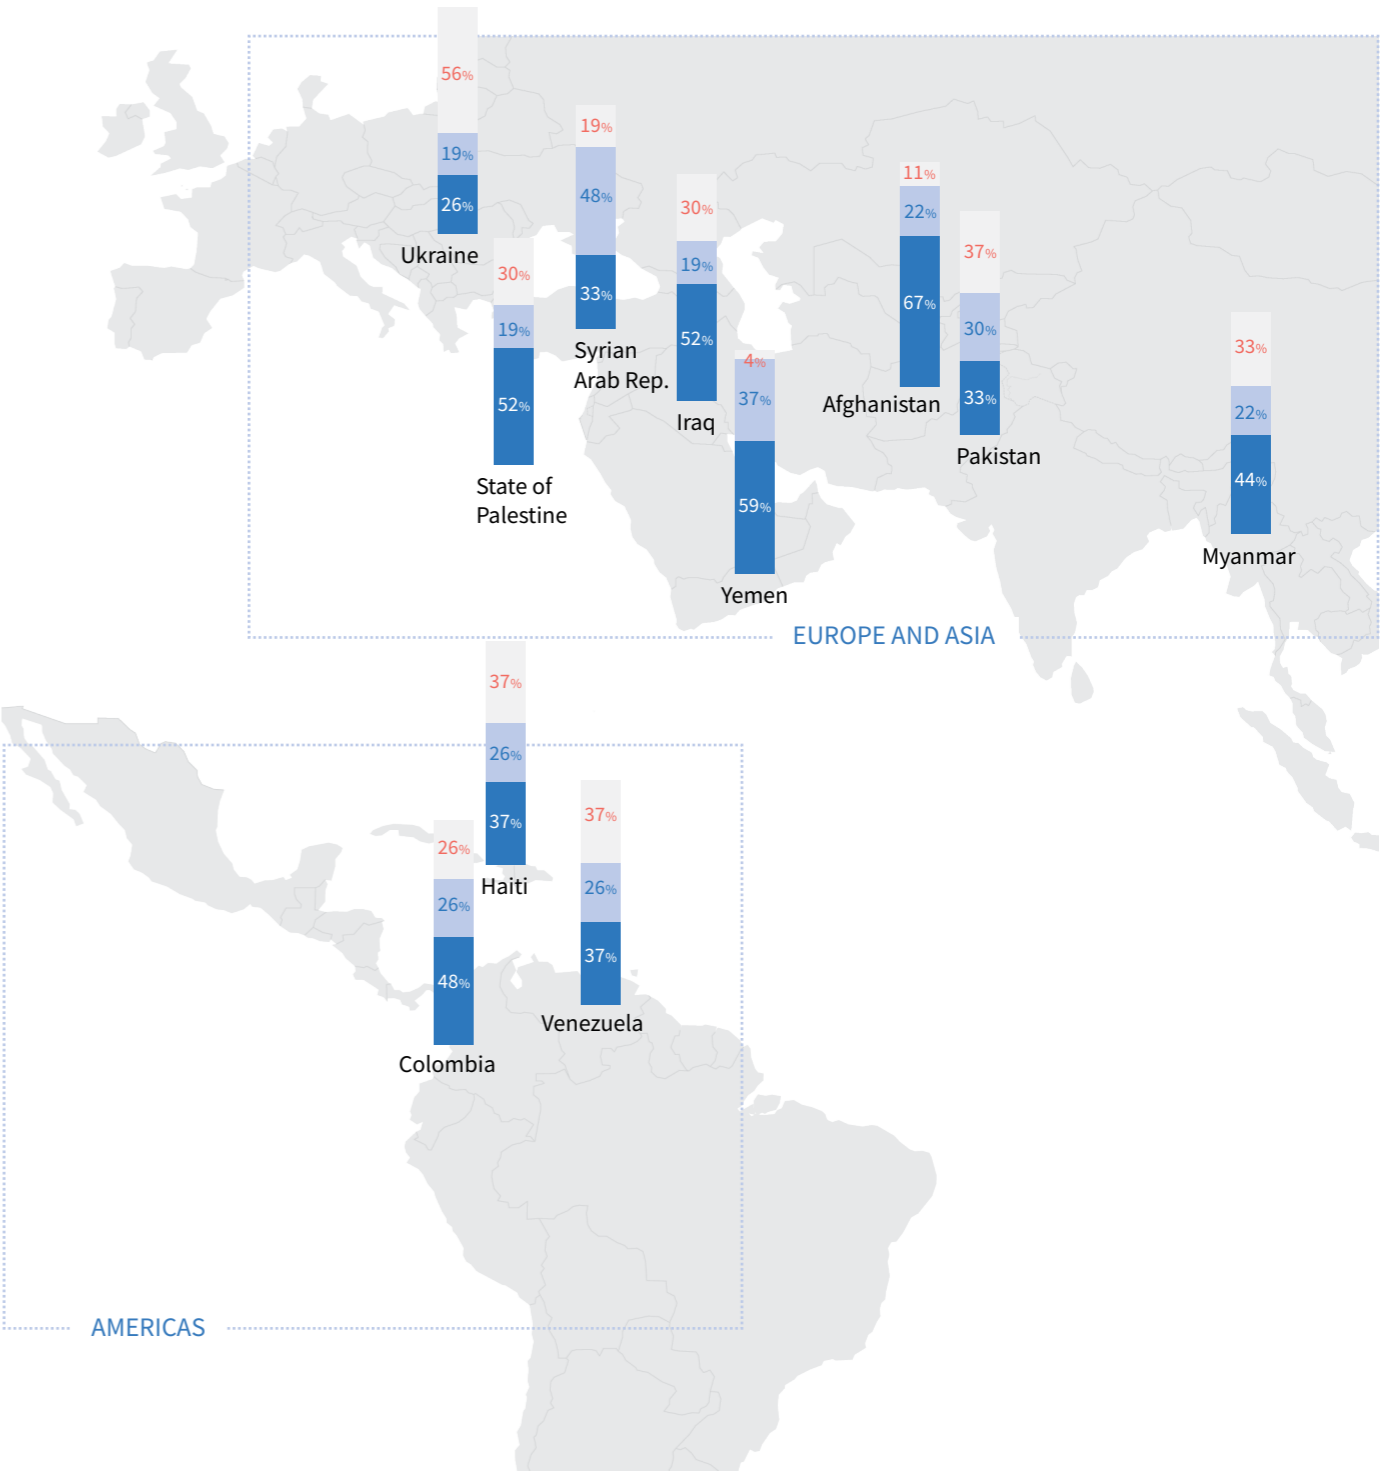 56%
19%
26%
Ukraine
30%
19%
52%
State of
Palestine
19%
48%
33%
Syrian
Arab Rep.
30%
19%
52%
Iraq
4%
37%
59%
Yemen
11%
22%
67%
Afghanistan
37%
30%
33%
Pakistan
33%
22%
44%
Myanmar
EUROPE AND ASIA
37%
26%
37%
Haiti
26%
26%
48%
Colombia
37%
26%
37%
Venezuela
AMERICAS